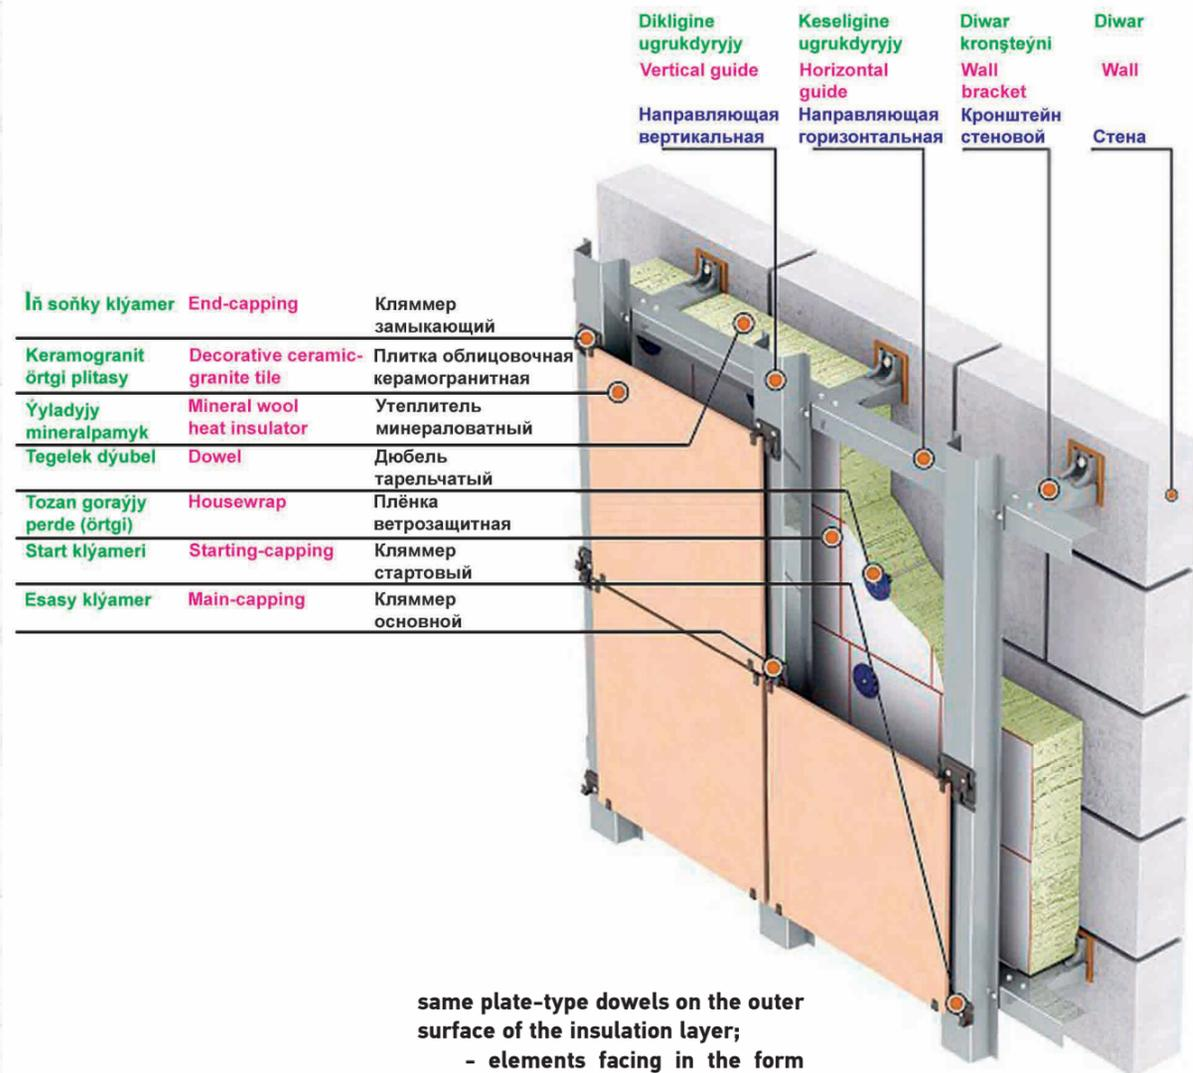 Dikligine
ugrukdyryjy
Vertical guide
Направляющая
вертикальная
Keseligine
ugrukdyryjy
Horizontal
guide
Направляющая
горизонтальная
Diwar
kronşteýni
Wall
bracket
Кронштейн
стеновой
Diwar
Wall
Стена
Iň soňky klýamer
End-capping
Кляммер
замыкающий
Keramogranit
örtgi plitasy
Decorative ceramic-
granite tile
Плитка облицовочная
керамогранитная
Ýyladyjy
mineralpamyk
Mineral wool
heat insulator
Утеплитель
минераловатный
Tegelek dýubel
Dowel
Дюбель
тарельчатый
Tozan goraýjy
perde (örtgi)
Housewrap
Плёнка
ветрозащитная
Start klýameri
Starting-capping
Кляммер
стартовый
Esasy klýamer
Main-capping
Кляммер
основной
same plate-type dowels on the outer
surface of the insulation layer;
- elements facing in the form